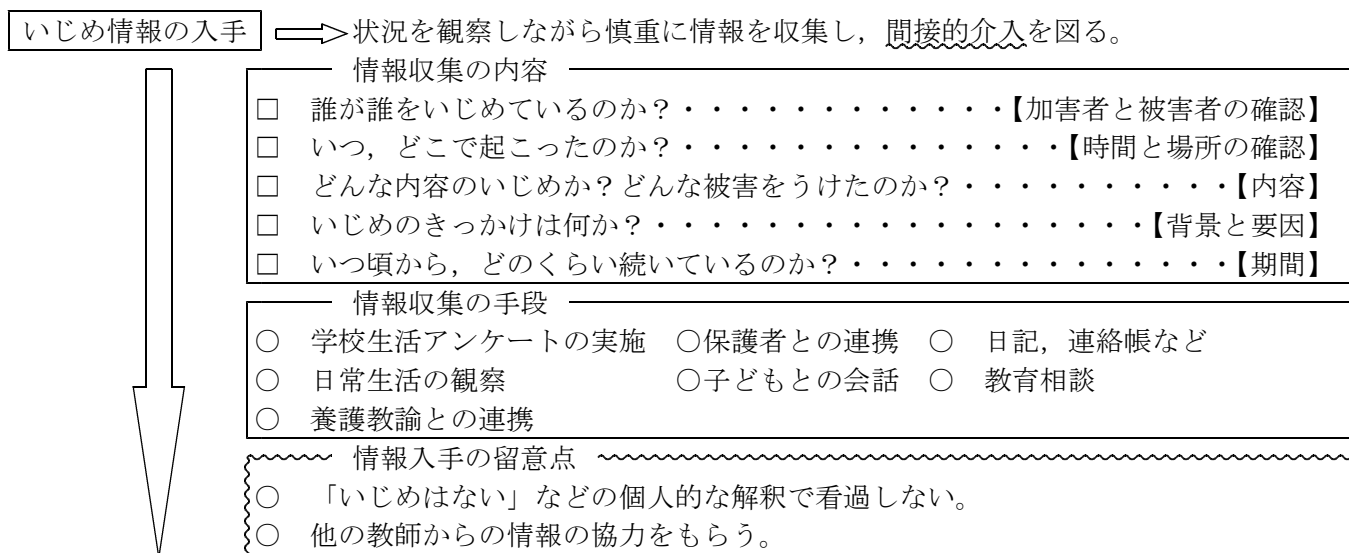 いじめ情報の入手 状況を観察しながら慎重に情報を収集し，間接的介入を図る。
情報収集の内容
□ 誰が誰をいじめているのか？・・・・・・・・・・・・・【加害者と被害者の確認】
□ いつ，どこで起こったのか？・・・・・・・・・・・・・・・【時間と場所の確認】
□ どんな内容のいじめか？どんな被害をうけたのか？・・・・・・・・・・・【内容】
□ いじめのきっかけは何か？・・・・・・・・・・・・・・・・・・・【背景と要因】
□ いつ頃から，どのくらい続いているのか？・・・・・・・・・・・・・・・【期間】
情報収集の手段
○ 学校生活アンケートの実施 ○保護者との連携 ○ 日記，連絡帳など
○ 日常生活の観察 ○子どもとの会話 ○ 教育相談
○ 養護教諭との連携
情報入手の留意点
○ 「いじめはない」などの個人的な解釈で看過しない。
○ 他の教師からの情報の協力をもらう。